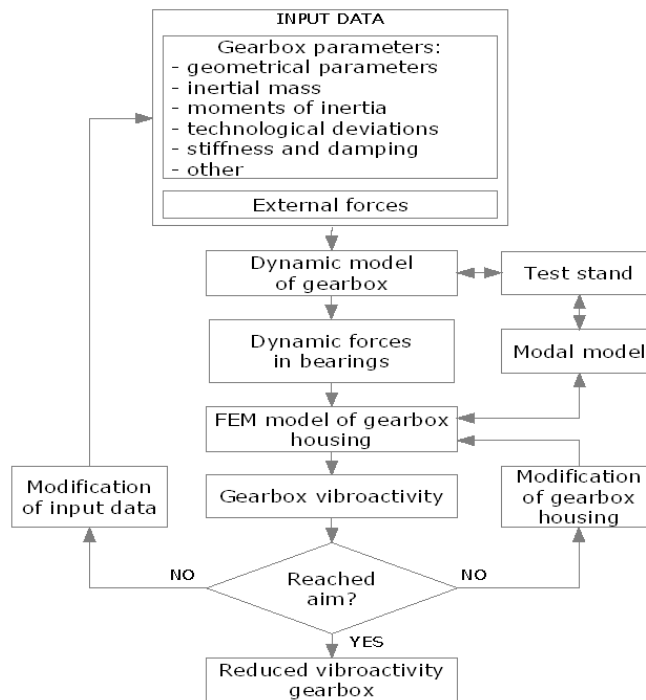 INPUT DATA
Gearbox parameters:
- geometrical parameters
- inertial mass
- moments of inertia
- technological deviations
- stiffness and damping
- other
External forces
Dynamic model
of gearbox
Test stand
Dynamic forces
in bearings
Modal model
FEM model of gearbox
housing
Modification
of input data
Gearbox vibroactivity
Modification
of gearbox
housing
NO
Reached
aim?
NO
YES
Reduced vibroactivity
gearbox